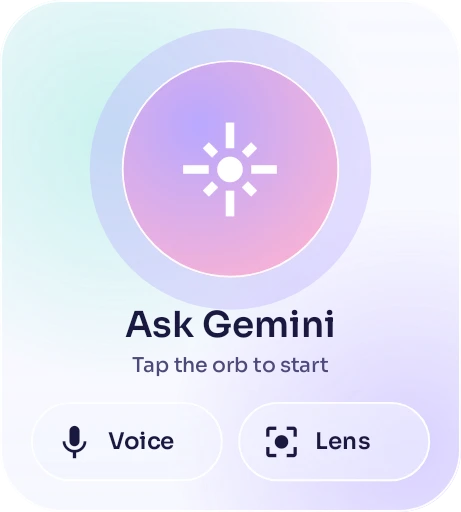 Ask Gemini
Tap the orb to start
Voice
Lens